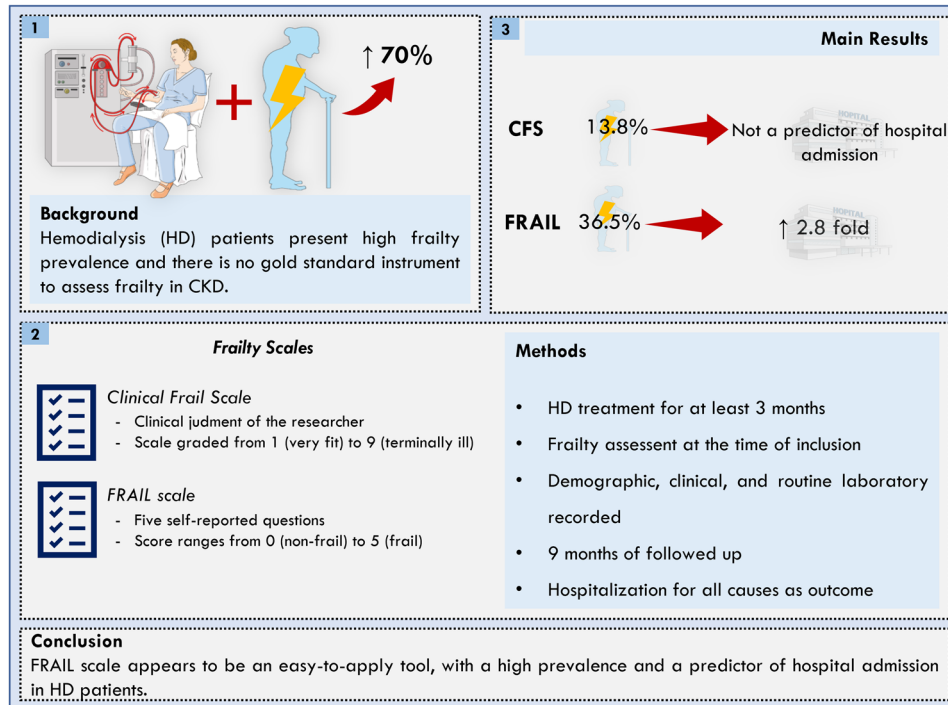 1
↑ 70%
Background
Hemodialysis (HD) patients present high frailty
prevalence and there is no gold standard instrument
to assess frailty in CKD.
3
Main Results
CFS
13.8%
HOPITAL
Not a predictor of hospital
admission
FRAIL
36.5%
HOPITAL
↑ 2.8 fold
2
Frailty Scales
Clinical Frail Scale
- Clinical judment of the researcher
- Scale graded from 1 (very fit) to 9 (terminally ill)
FRAIL scale
- Five self-reported questions
- Score ranges from 0 (non-frail) to 5 (frail)
Methods
• HD treatment for at least 3 months
• Frailty assessent at the time of inclusion
• Demographic, clinical, and routine laboratory
recorded
• 9 months of followed up
• Hospitalization for all causes as outcome
Conclusion
FRAIL scale appears to be an easy-to-apply tool, with a high prevalence and a predictor of hospital admission
in HD patients.